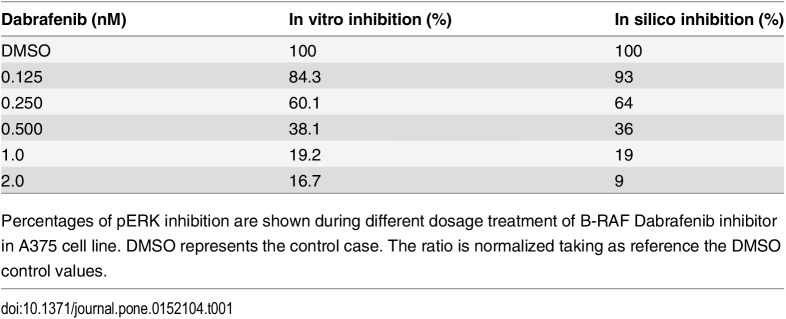 Dabrafenib (nM) In vitro inhibition (%) In silico inhibition (%)
DMSO 100 100
0.125 84.3 93
0.250 60.1 64
0.500 38.1 36
1.0 19.2 19
2.0 16.7 9
Percentages of pERK inhibition are shown during different dosage treatment of B-RAF Dabrafenib inhibitor
in A375 cell line. DMSO represents the control case. The ratio is normalized taking as reference the DMSO
control values.
doi:10.1371/journal.pone.0152104.t001